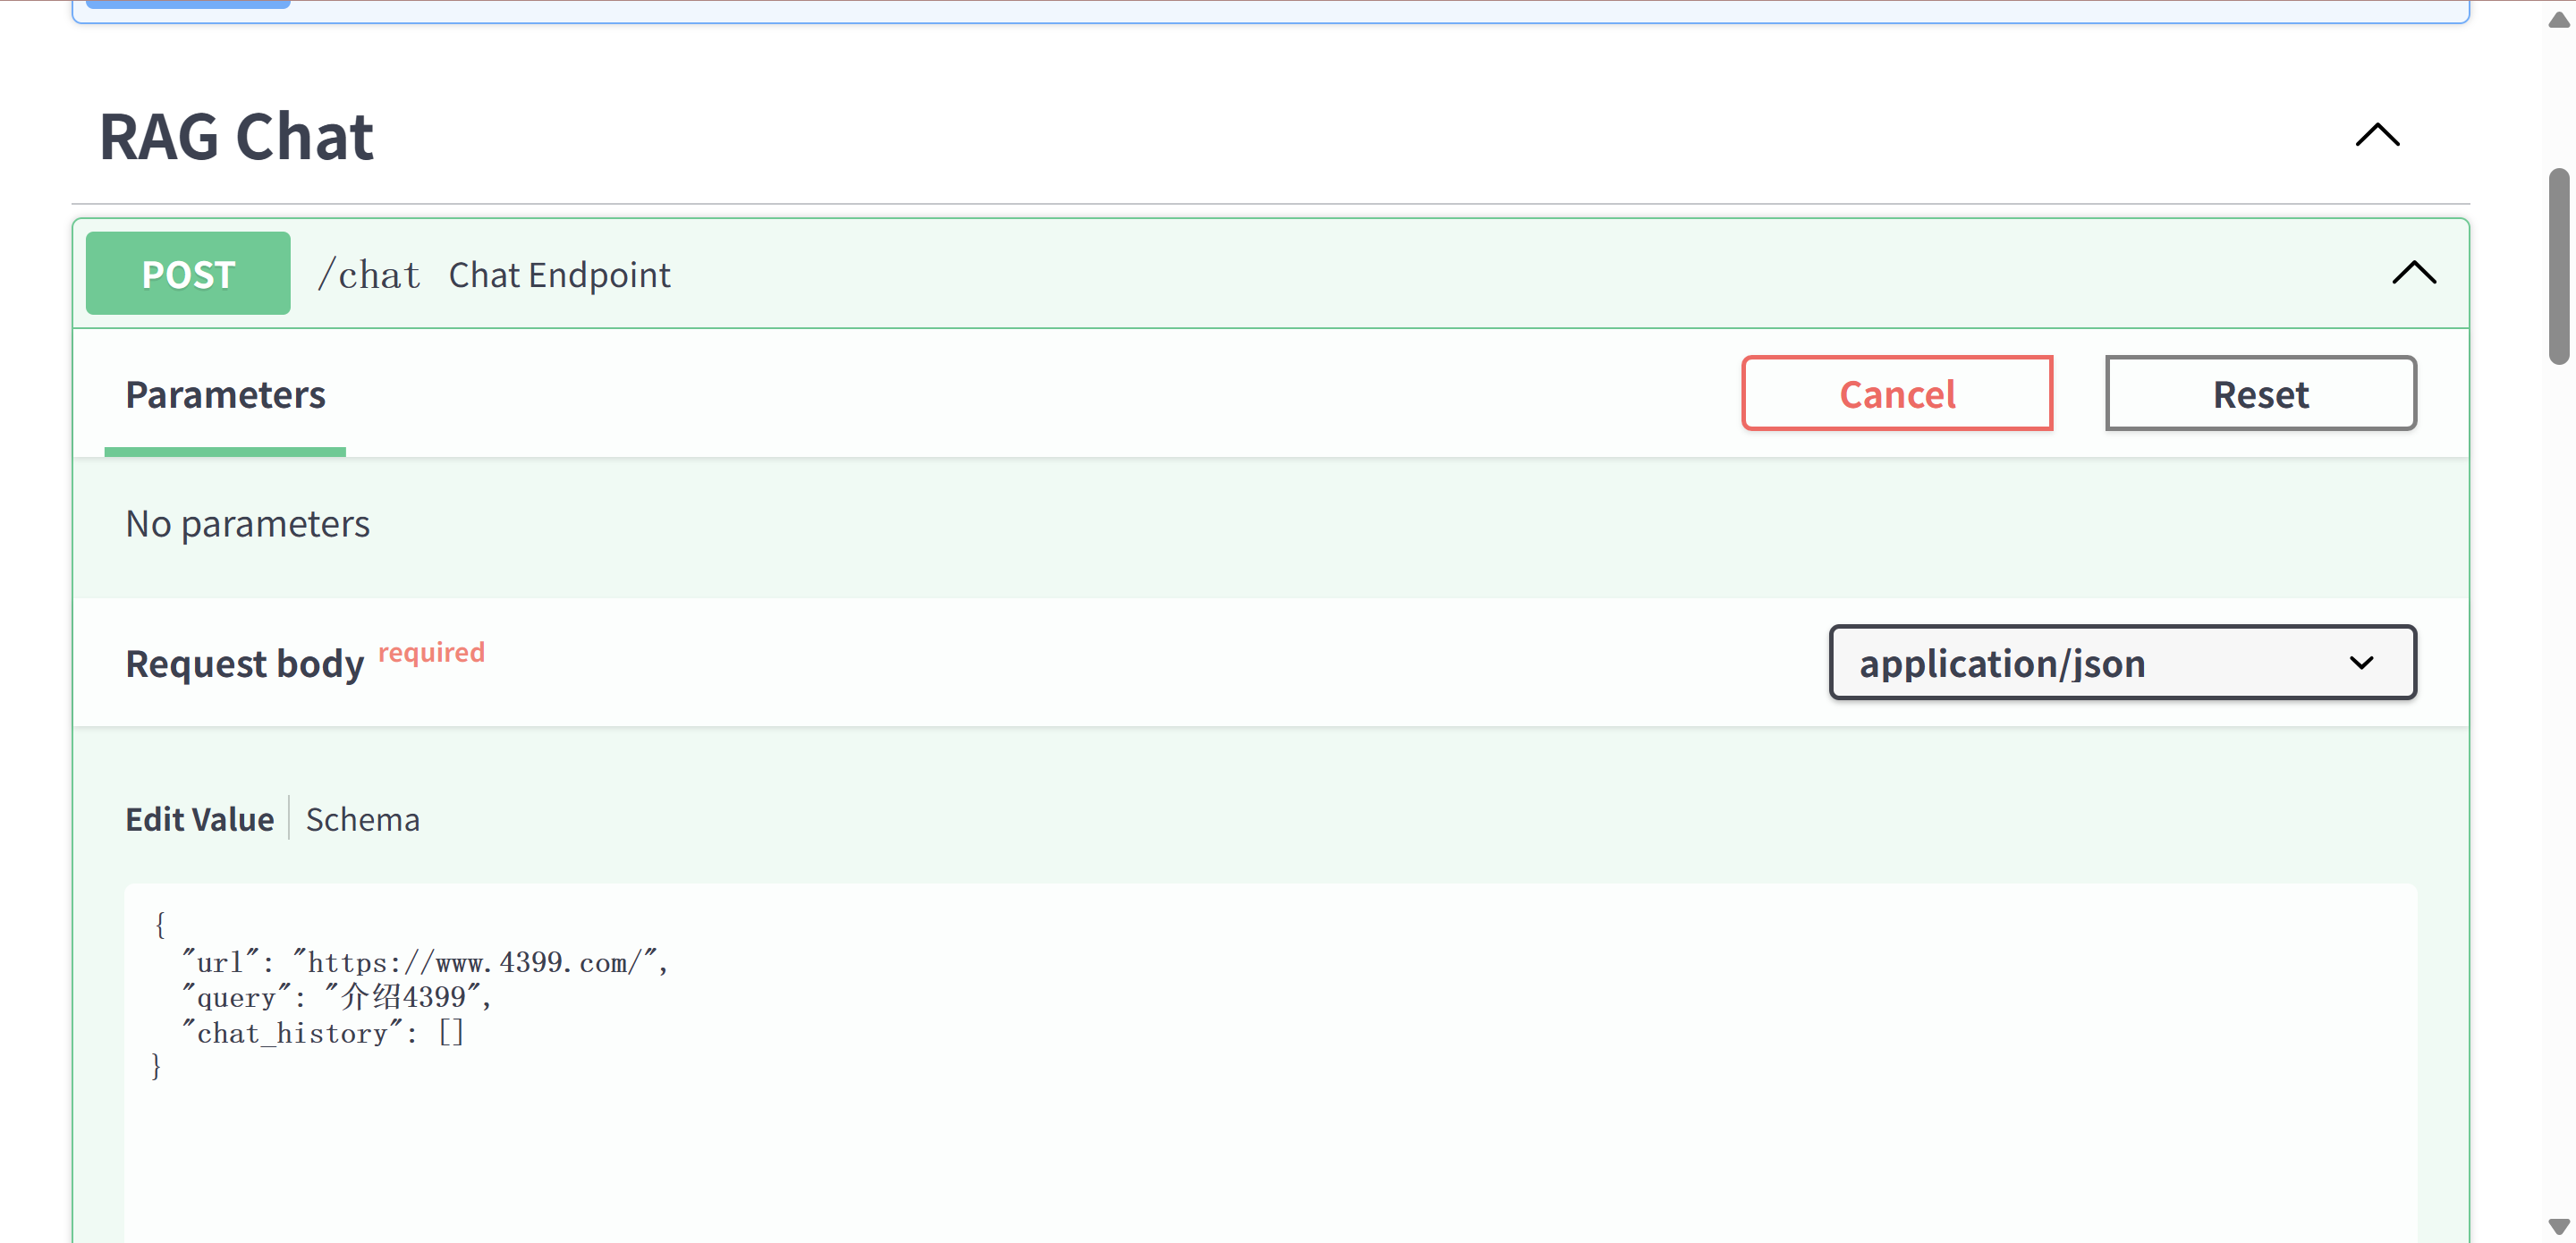 RAG Chat
POST /chat Chat Endpoint
Parameters Cancel Reset
No parameters
Request body required application/json
Edit Value Schema
{
"url": "https://www.4399.com/",
"query": "介绍4399",
"chat_history": []
}